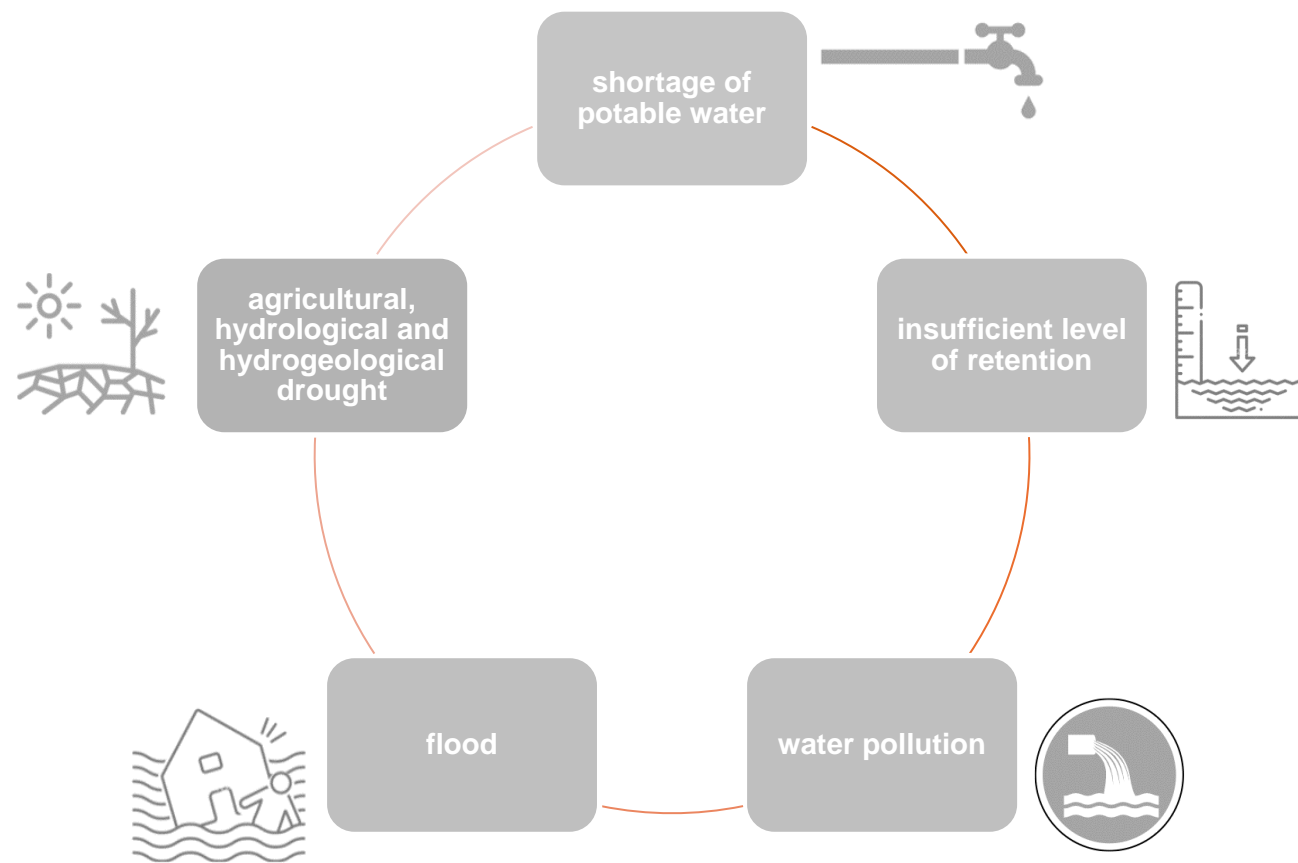 shortage of
potable water
insufficient level
of retention
water pollution
flood
agricultural,
hydrological and
hydrogeological
drought